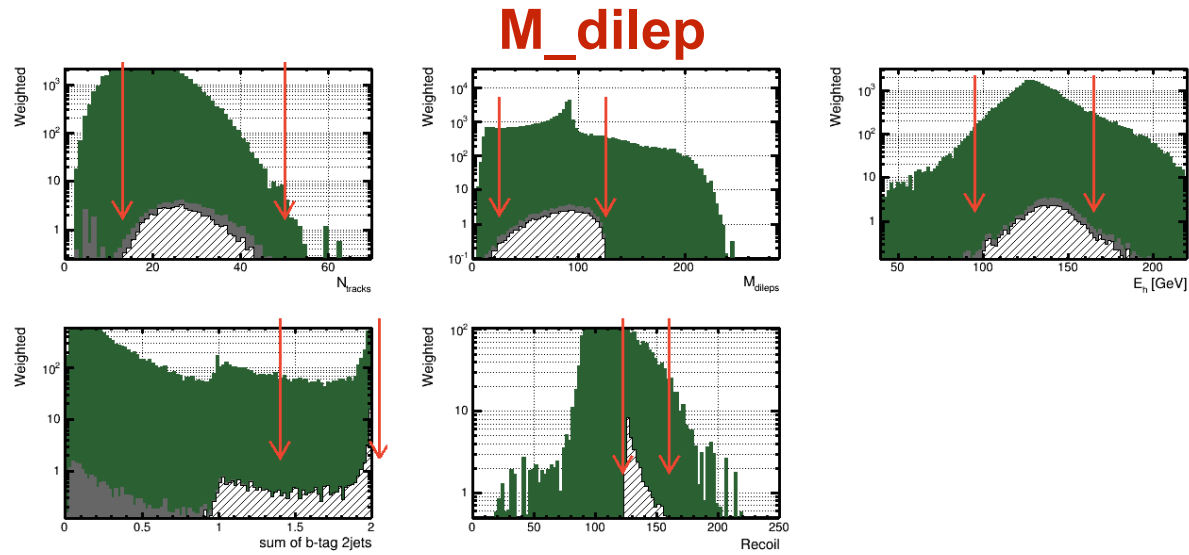 M_dilep
Weighted
10³
10²
10
1
0 20 40 60
N_tracks
Weighted
10⁴
10³
10²
10
1
10⁻¹
0 100 200
M_dileps
Weighted
10³
10²
10
1
50 100 150 200
E_h [GeV]
Weighted
10²
10
1
0 0.5 1 1.5 2
sum of b-tag 2jets
Weighted
10²
10
1
0 50 100 150 200 250
Recoil